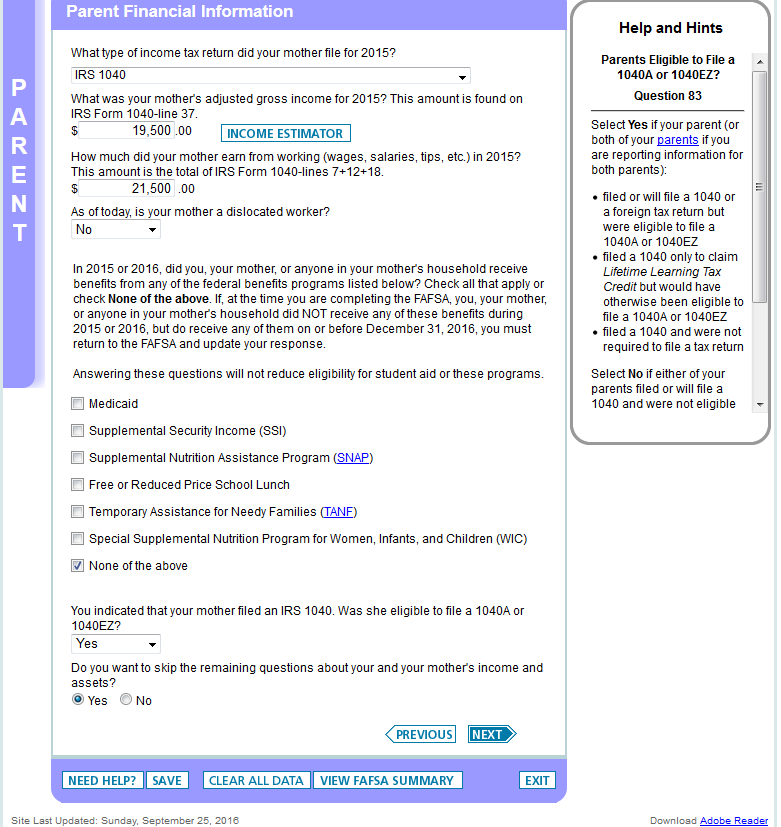 Parent Financial Information
PARENT
What type of income tax return did your mother file for 2015?
IRS 1040
What was your mother's adjusted gross income for 2015? This amount is found on
IRS Form 1040-line 37.
$ 19,500 .00 INCOME ESTIMATOR
How much did your mother earn from working (wages, salaries, tips, etc.) in 2015?
This amount is the total of IRS Form 1040-lines 7+12+18.
$ 21,500 .00
As of today, is your mother a dislocated worker?
No
In 2015 or 2016, did you, your mother, or anyone in your mother's household receive
benefits from any of the federal benefits programs listed below? Check all that apply or
check None of the above. If, at the time you are completing the FAFSA, you, your mother,
or anyone in your mother's household did NOT receive any of these benefits during
2015 or 2016, but do receive any of them on or before December 31, 2016, you must
return to the FAFSA and update your response.
Answering these questions will not reduce eligibility for student aid or these programs.
Medicaid
Supplemental Security Income (SSI)
Supplemental Nutrition Assistance Program (SNAP)
Free or Reduced Price School Lunch
Temporary Assistance for Needy Families (TANF)
Special Supplemental Nutrition Program for Women, Infants, and Children (WIC)
None of the above
You indicated that your mother filed an IRS 1040. Was she eligible to file a 1040A or
1040EZ?
Yes
Do you want to skip the remaining questions about your and your mother's income and
assets?
Yes No
PREVIOUS NEXT
NEED HELP? SAVE CLEAR ALL DATA VIEW FAFSA SUMMARY EXIT
Help and Hints
Parents Eligible to File a
1040A or 1040EZ?
Question 83
Select Yes if your parent (or
both of your parents if you
are reporting information for
both parents):
• filed or will file a 1040 or
a foreign tax return but
were eligible to file a
1040A or 1040EZ
• filed a 1040 only to claim
Lifetime Learning Tax
Credit but would have
otherwise been eligible to
file a 1040A or 1040EZ
• filed a 1040 and were not
required to file a tax return
Select No if either of your
parents filed or will file a
1040 and were not eligible
Site Last Updated: Sunday, September 25, 2016
Download Adobe Reader